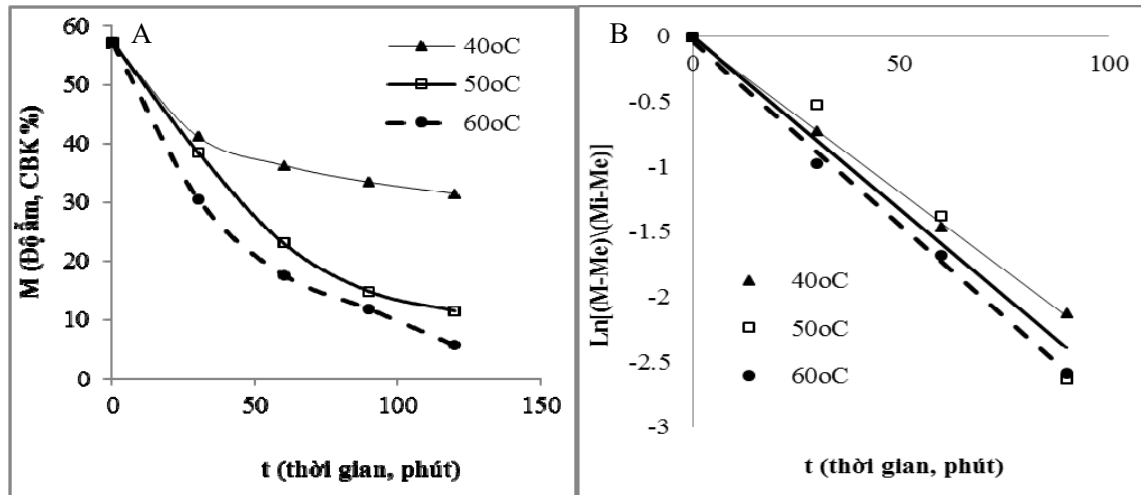 A
60
50
40
30
20
10
0
0
50
100
150
M (Độ ẩm, CBK %)
t (thời gian, phút)
40oC
50oC
60oC
B
0
-0.5
-1
-1.5
-2
-2.5
-3
0
50
100
Ln[(M-Me)\(Mi-Me)]
40oC
50oC
60oC
t (thời gian, phút)